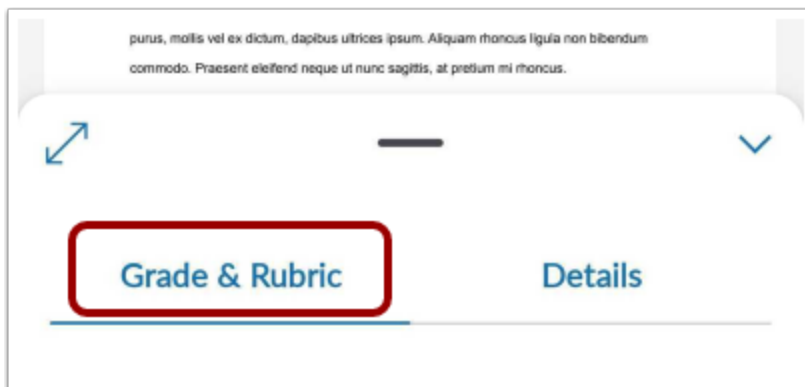 purus, mollis vel ex dictum, dapibus ultrices ipsum. Aliquam rhoncus ligula non bibendum
commodo. Praesent eleifend neque ut nunc sagittis, at pretium mi rhoncus.
Grade & Rubric
Details